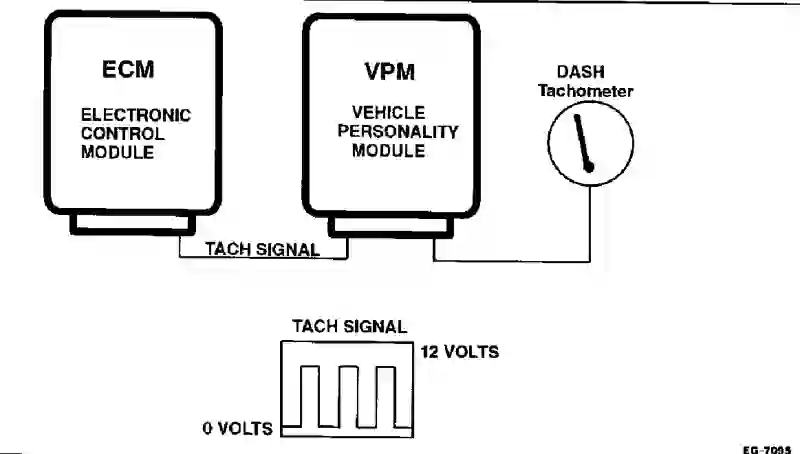 ECM
ELECTRONIC
CONTROL
MODULE
VPM
VEHICLE
PERSONALITY
MODULE
DASH
Tachometer
TACH SIGNAL
TACH SIGNAL
12 VOLTS
0 VOLTS
EG-7095